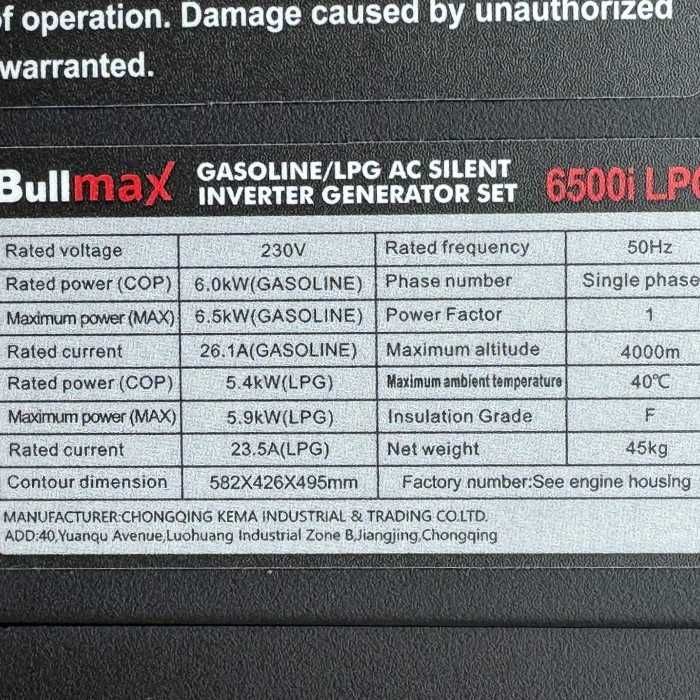 of operation. Damage caused by unauthorized
warranted.
Bullmax GASOLINE/LPG AC SILENT INVERTER GENERATOR SET 6500i LPG
Rated voltage 230V Rated frequency 50Hz
Rated power (COP) 6.0kW(GASOLINE) Phase number Single phase
Maximum power (MAX) 6.5kW(GASOLINE) Power Factor 1
Rated current 26.1A(GASOLINE) Maximum altitude 4000m
Rated power (COP) 5.4kW(LPG) Maximum ambient temperature 40℃
Maximum power (MAX) 5.9kW(LPG) Insulation Grade F
Rated current 23.5A(LPG) Net weight 45kg
Contour dimension 582X426X495mm Factory number:See engine housing
MANUFACTURER:CHONGQING KEMA INDUSTRIAL & TRADING CO.LTD.
ADD:40,Yuanqu Avenue,Luohuang Industrial Zone B,Jiangjing,Chongqing